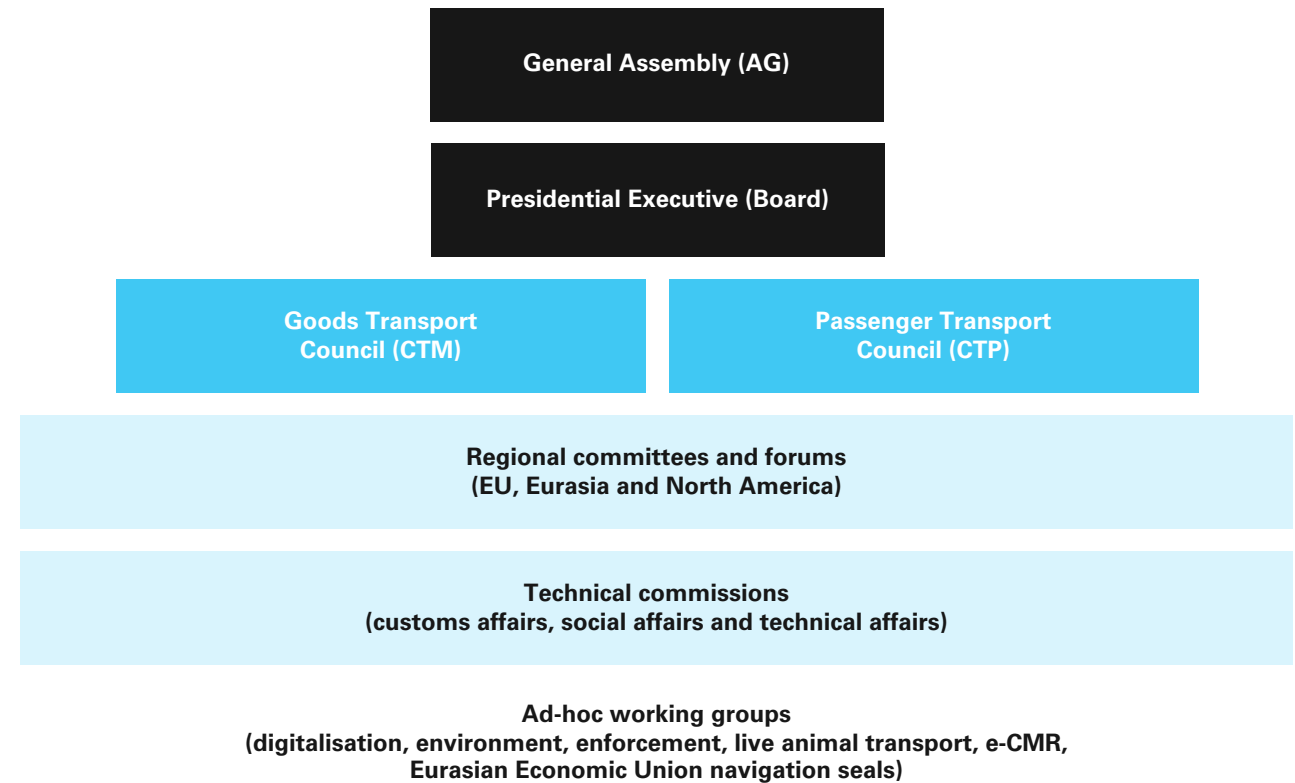 General Assembly (AG)
Presidential Executive (Board)
Goods Transport
Council (CTM)
Passenger Transport
Council (CTP)
Regional committees and forums
(EU, Eurasia and North America)
Technical commissions
(customs affairs, social affairs and technical affairs)
Ad-hoc working groups
(digitalisation, environment, enforcement, live animal transport, e-CMR,
Eurasian Economic Union navigation seals)